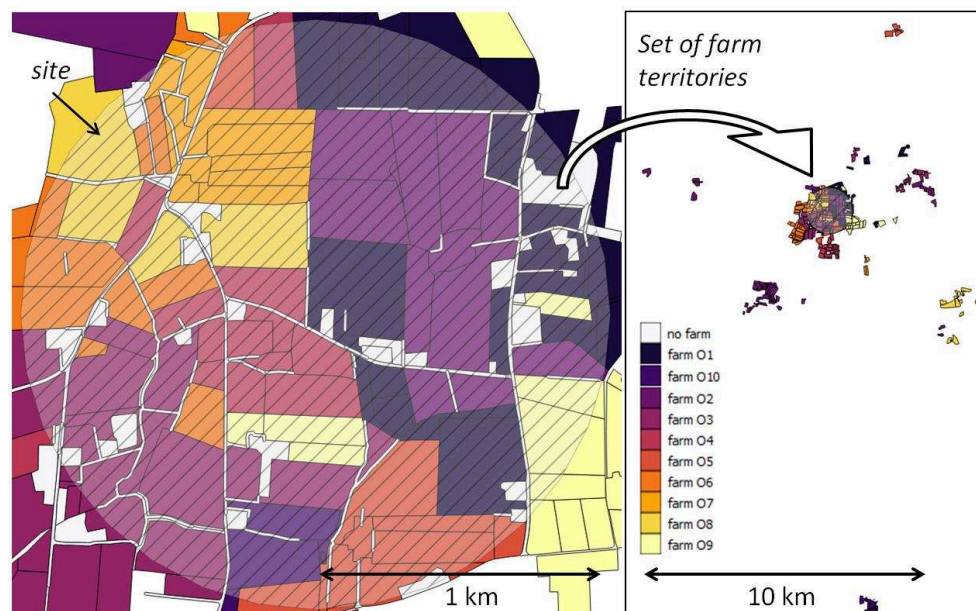 site
Set of farm
territories
no farm
farm O1
farm O10
farm O2
farm O3
farm O4
farm O5
farm O6
farm O7
farm O8
farm O9
1 km
10 km